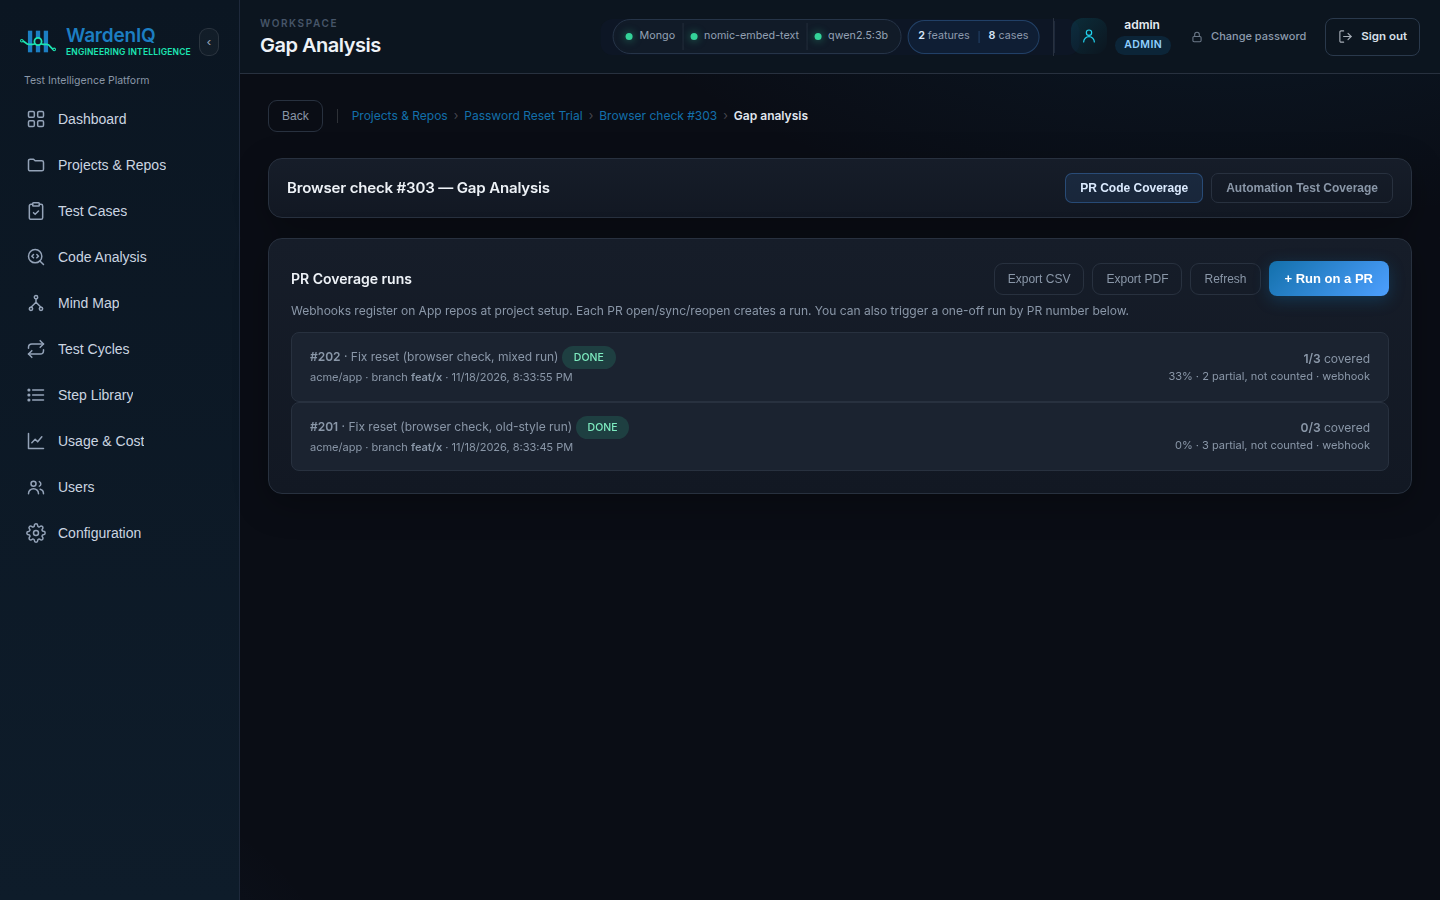 WardenIQ
ENGINEERING INTELLIGENCE
‹
Test Intelligence Platform
Dashboard
Projects & Repos
Test Cases
Code Analysis
Mind Map
Test Cycles
Step Library
Usage & Cost
Users
Configuration
WORKSPACE
Gap Analysis
Mongo
nomic-embed-text
qwen2.5:3b
2 features
8 cases
admin
ADMIN
Change password
Sign out
Back
Projects & Repos › Password Reset Trial › Browser check #303 › Gap analysis
Browser check #303 — Gap Analysis
PR Code Coverage
Automation Test Coverage
PR Coverage runs
Export CSV
Export PDF
Refresh
+ Run on a PR
Webhooks register on App repos at project setup. Each PR open/sync/reopen creates a run. You can also trigger a one-off run by PR number below.
#202 · Fix reset (browser check, mixed run) DONE
acme/app · branch feat/x · 11/18/2026, 8:33:55 PM
1/3 covered
33% · 2 partial, not counted · webhook
#201 · Fix reset (browser check, old-style run) DONE
acme/app · branch feat/x · 11/18/2026, 8:33:45 PM
0/3 covered
0% · 3 partial, not counted · webhook